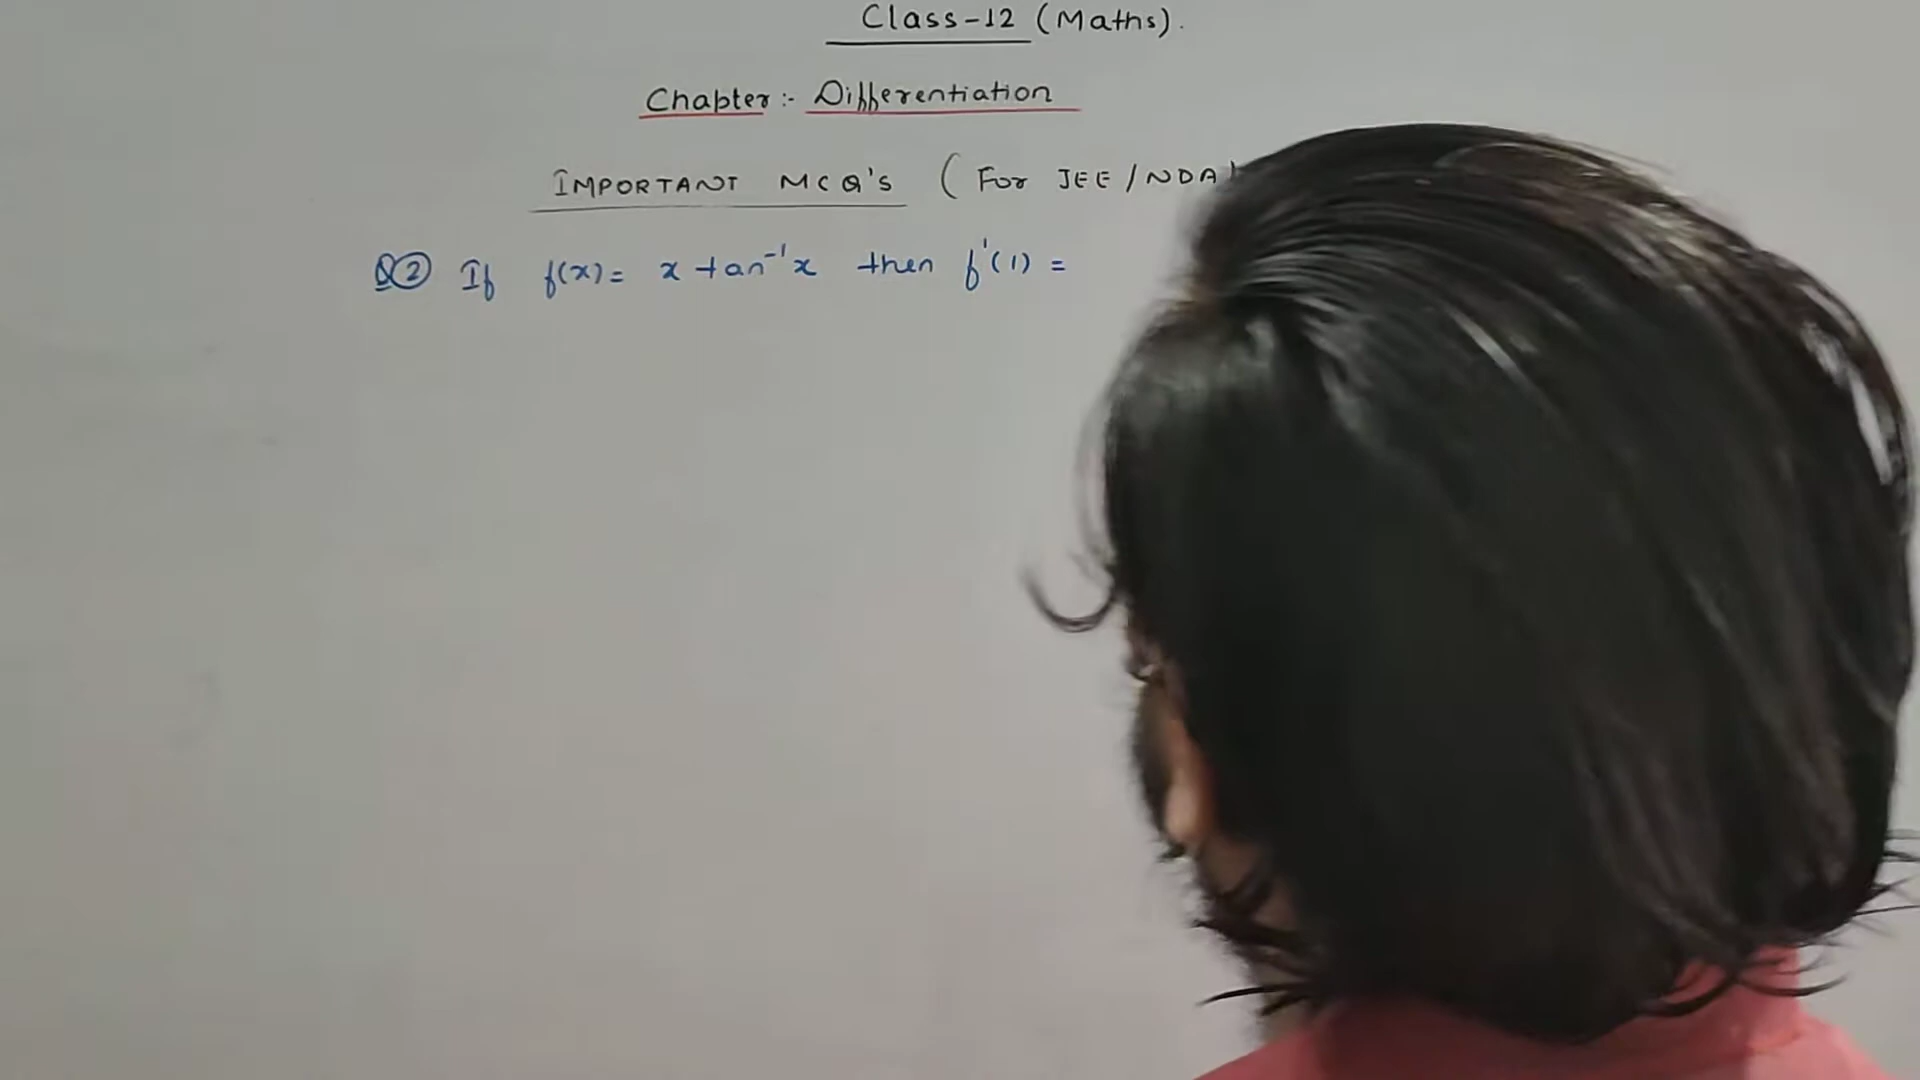 Class-12 (Maths).
Chapter :- Differentiation
IMPORTANT MCQ's (For JEE/NDA)
Q② If f(x) = x tan⁻¹x then f'(1) =